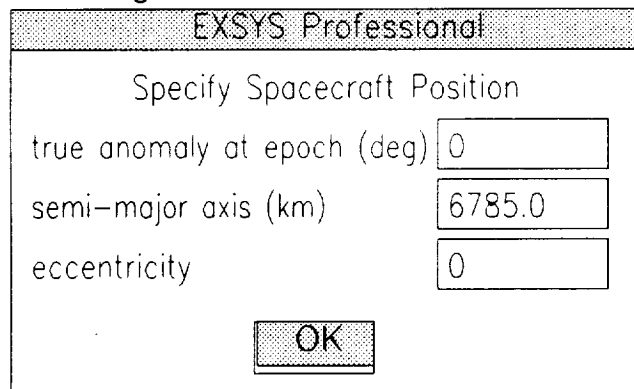 EXSYS Professional
Specify Spacecraft Position
true anomaly at epoch (deg) 0
semi-major axis (km) 6785.0
eccentricity 0
OK